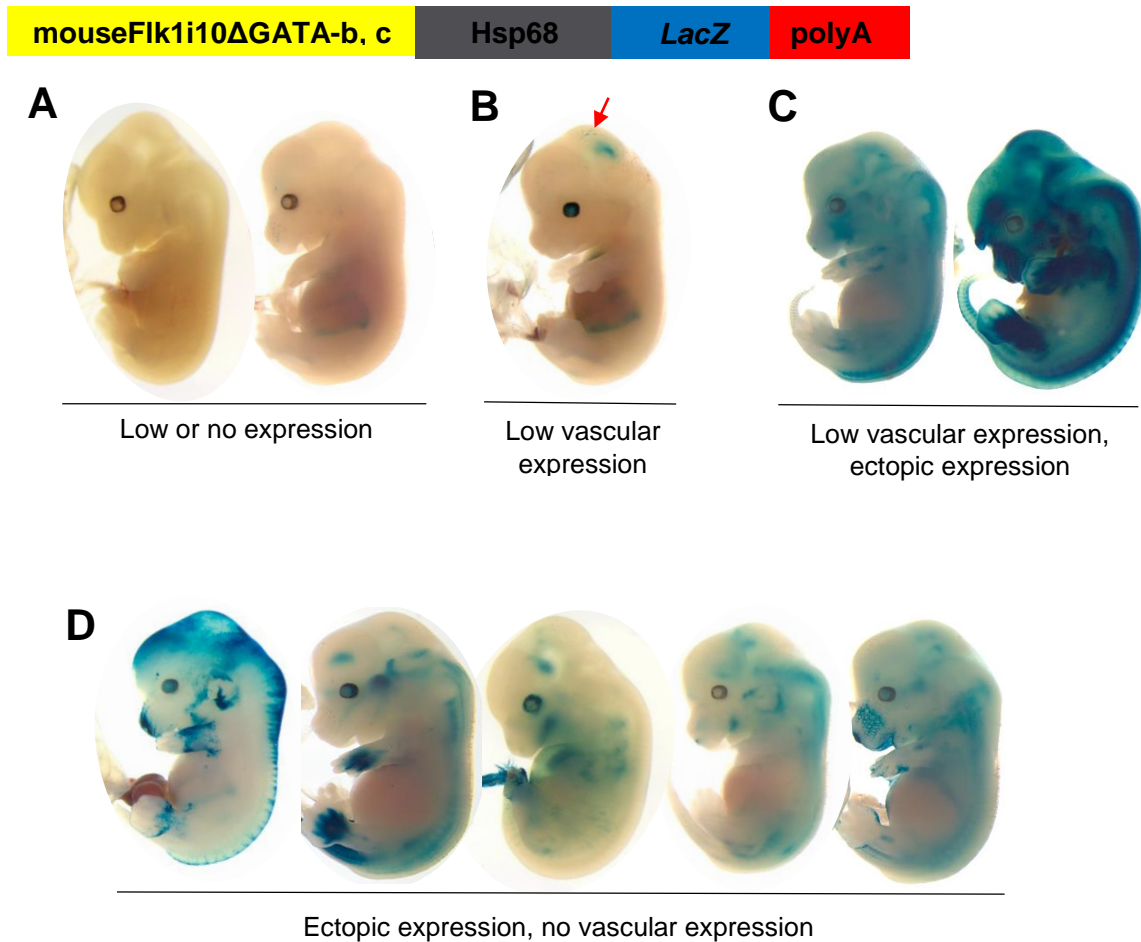 mouseFlk1i10ΔGATA-b, c Hsp68 LacZ polyA
A B C
Low or no expression
Low vascular
expression
Low vascular expression,
ectopic expression
D
Ectopic expression, no vascular expression